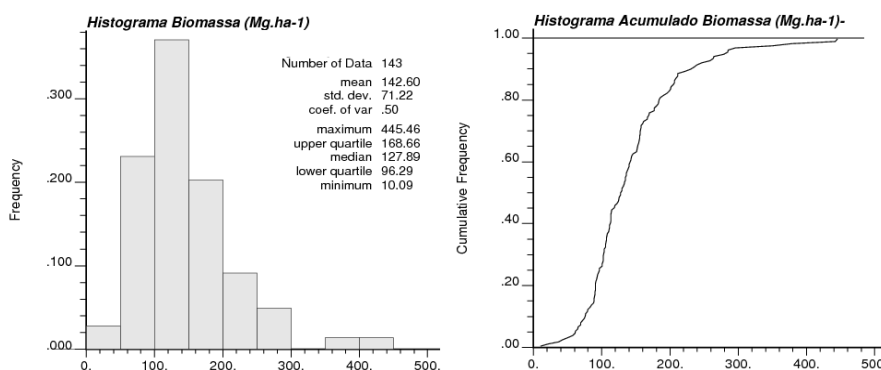 Histograma Biomassa (Mg.ha-1)
Frequency
.300
.200
.100
.000
0. 100. 200. 300. 400. 500.
Number of Data 143
mean 142.60
std. dev. 71.22
coef. of var .50
maximum 445.46
upper quartile 168.66
median 127.89
lower quartile 96.29
minimum 10.09
Histograma Acumulado Biomassa (Mg.ha-1)-
Cumulative Frequency
1.00
.80
.60
.40
.20
.00
0. 100. 200. 300. 400. 500.